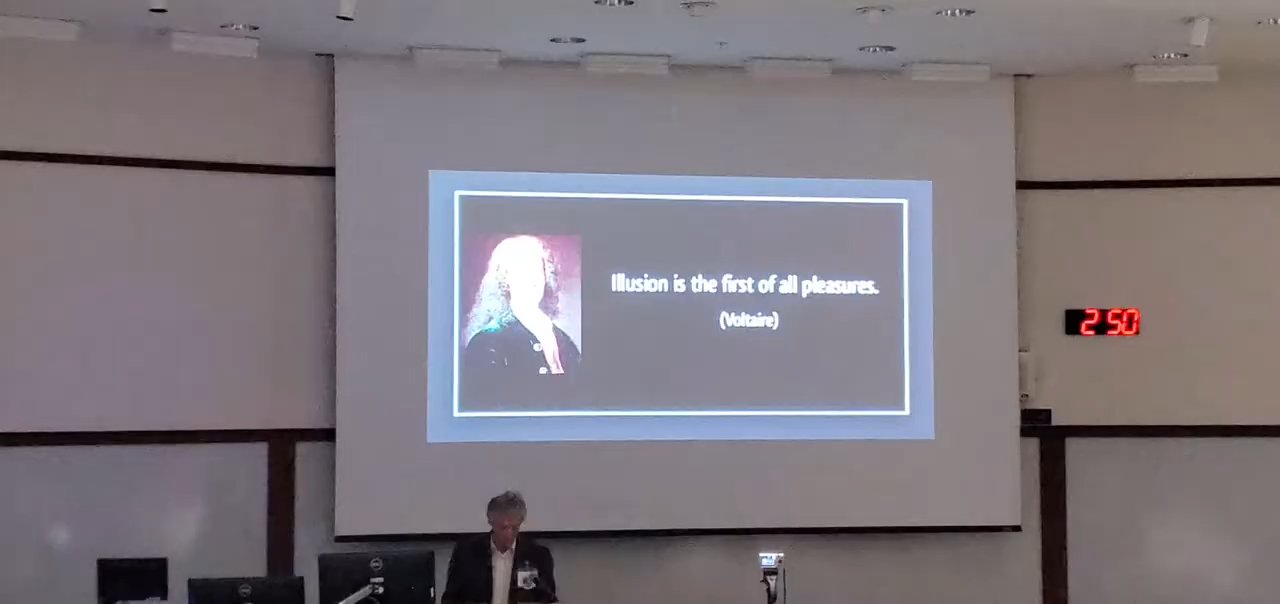 Illusion is the first of all pleasures.
(Voltaire)
2 50